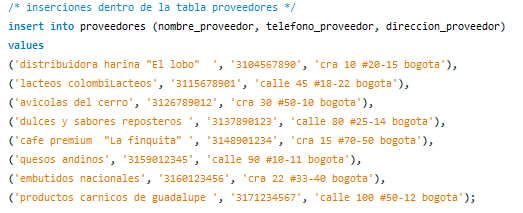 /* inserciones dentro de la tabla proveedores */
insert into proveedores (nombre_proveedor, telefono_proveedor, direccion_proveedor)
values
('distribuidora harina "El lobo"  ', '3104567890', 'cra 10 #20-15 bogota'),
('lacteos colombiLacteos', '3115678901', 'calle 45 #18-22 bogota'),
('avicolas del cerro', '3126789012', 'cra 30 #50-10 bogota'),
('dulces y sabores reposteros ', '3137890123', 'calle 80 #25-14 bogota'),
('cafe premium  "La finquita" ', '3148901234', 'cra 15 #70-50 bogota'),
('quesos andinos', '3159012345', 'calle 90 #10-11 bogota'),
('embutidos nacionales', '3160123456', 'cra 22 #33-40 bogota'),
('productos carnicos de guadalupe ', '3171234567', 'calle 100 #50-12 bogota');